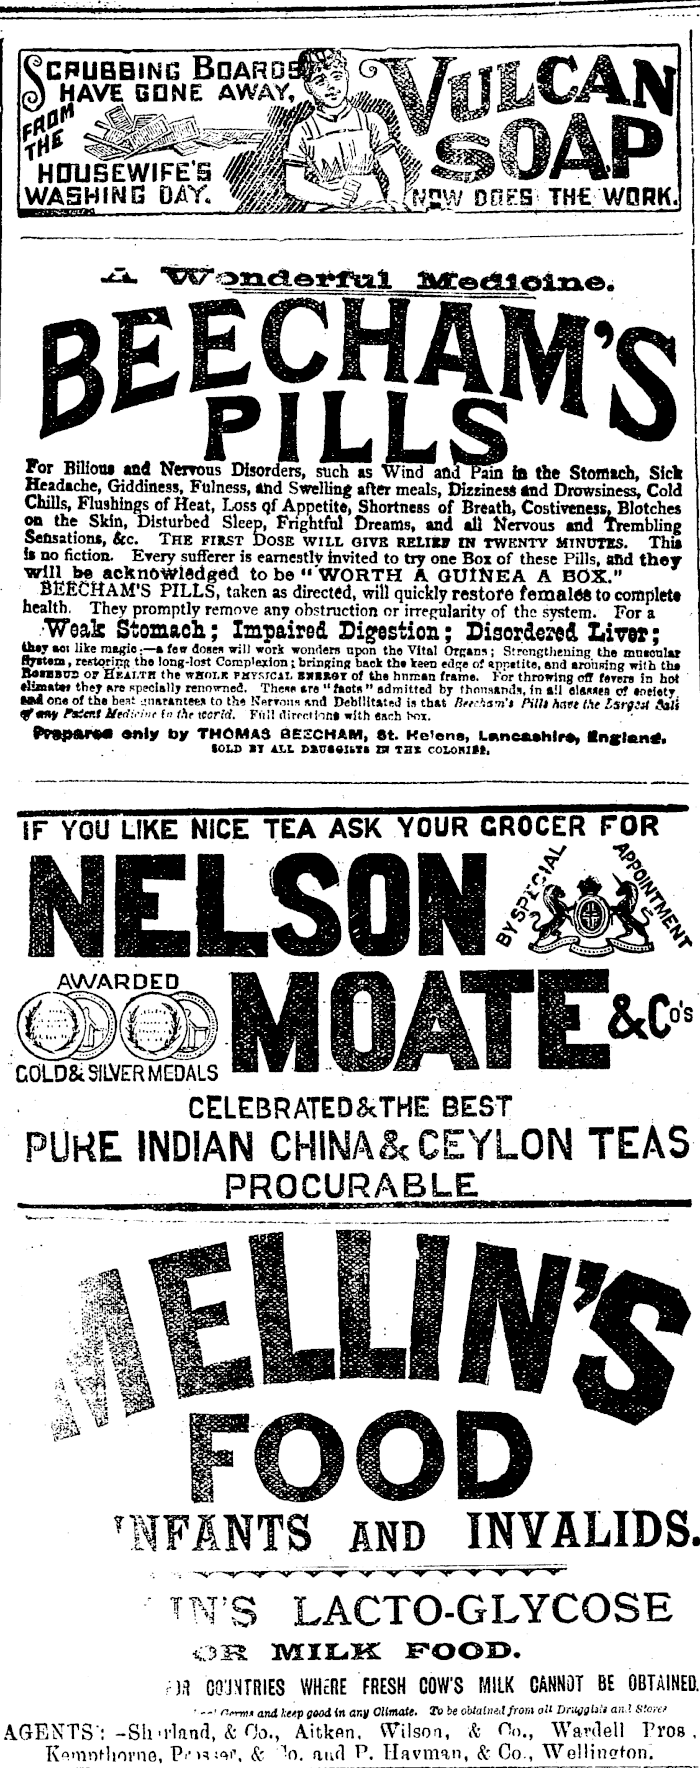 SCRUBBING BOARDS
HAVE GONE AWAY,
FROM
THE
HOUSEWIFE'S
WASHING DAY.
VULCAN
SOAP
NOW DOES THE WORK.
A Wonderful Medicine.
BEECHAM'S
PILLS
For Bilious and Nervous Disorders, such as Wind and Pain in the Stomach, Sick
Headache, Giddiness, Fulness, and Swelling after meals, Dizziness and Drowsiness, Cold
Chills, Flushings of Heat, Loss of Appetite, Shortness of Breath, Costiveness, Blotches
on the Skin, Disturbed Sleep, Frightful Dreams, and all Nervous and Trembling
Sensations, &c. THE FIRST DOSE WILL GIVE RELIEF IN TWENTY MINUTES. This
is no fiction. Every sufferer is earnestly invited to try one Box of these Pills, and they
will be acknowledged to be "WORTH A GUINEA A BOX."
BEECHAM'S PILLS, taken as directed, will quickly restore females to complete
health. They promptly remove any obstruction or irregularity of the system. For a
Weak Stomach; Impaired Digestion; Disordered Liver;
they act like magic:—a few doses will work wonders upon the Vital Organs; Strengthening the muscular
System, restoring the long-lost Complexion; bringing back the keen edge of appetite, and arousing with the
ROSEBUD OF HEALTH the WHOLE PHYSICAL ENERGY of the human frame. For throwing off fevers in hot
climates they are specially renowned. These are "facts" admitted by thousands, in all classes of society
and one of the best guarantees to the Nervous and Debilitated is that Beecham's Pills have the Largest Sale
of any Patent Medicine in the world. Full directions with each box.
Prepared only by THOMAS BEECHAM, St. Helens, Lancashire, England.
SOLD BY ALL DRUGGISTS IN THE COLONIES.
IF YOU LIKE NICE TEA ASK YOUR GROCER FOR
NELSON
BY SPECIAL APPOINTMENT
AWARDED
GOLD & SILVER MEDALS
MOATE & Co's
CELEBRATED & THE BEST
PURE INDIAN CHINA & CEYLON TEAS
PROCURABLE
MELLIN'S
FOOD
INFANTS AND INVALIDS.
IN'S LACTO-GLYCOSE
OR MILK FOOD.
FOR COUNTRIES WHERE FRESH COW'S MILK CANNOT BE OBTAINED.
Germs and keep good in any Climate. To be obtained from all Druggists and Stores
AGENTS:—Sharland, & Co., Aitken, Wilson, & Co., Wardell Bros.,
Kempthorne, Prosser, & Co. and P. Hayman, & Co., Wellington.